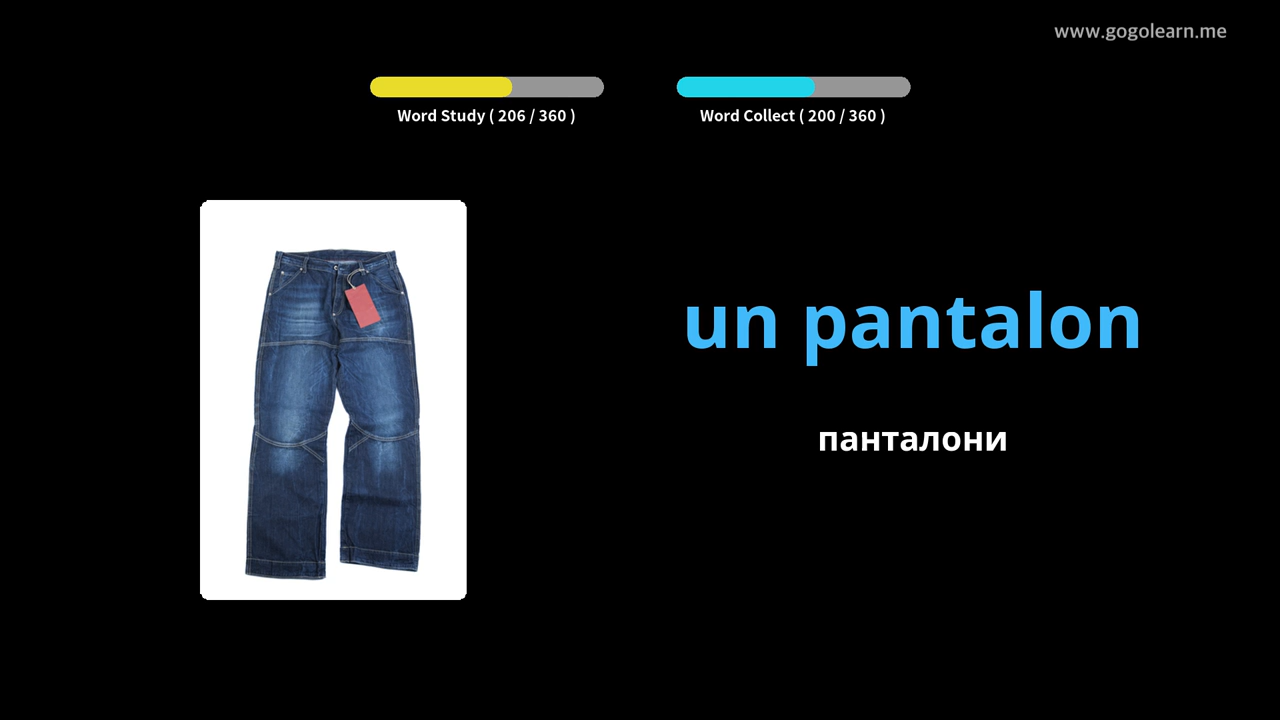 www.gogolearn.me
Word Study ( 206 / 360 )
Word Collect ( 200 / 360 )
un pantalon
панталони